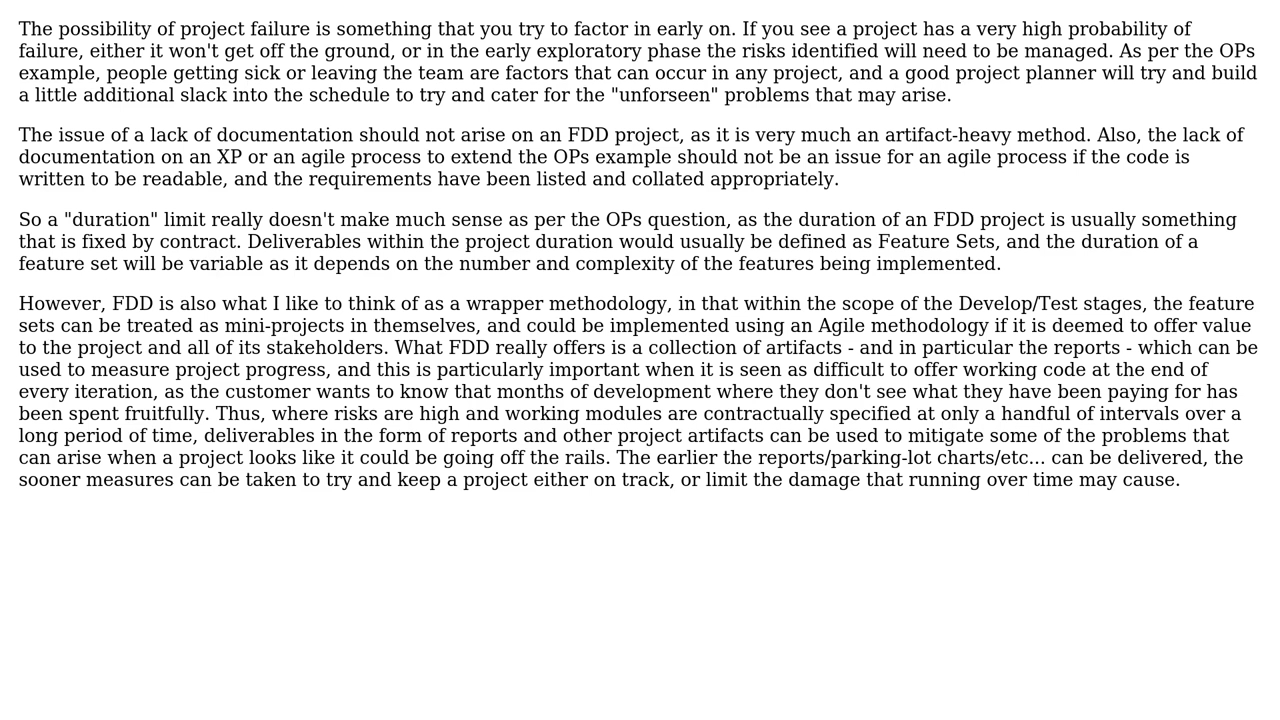 The possibility of project failure is something that you try to factor in early on. If you see a project has a very high probability of
failure, either it won't get off the ground, or in the early exploratory phase the risks identified will need to be managed. As per the OPs
example, people getting sick or leaving the team are factors that can occur in any project, and a good project planner will try and build
a little additional slack into the schedule to try and cater for the "unforseen" problems that may arise.
The issue of a lack of documentation should not arise on an FDD project, as it is very much an artifact-heavy method. Also, the lack of
documentation on an XP or an agile process to extend the OPs example should not be an issue for an agile process if the code is
written to be readable, and the requirements have been listed and collated appropriately.
So a "duration" limit really doesn't make much sense as per the OPs question, as the duration of an FDD project is usually something
that is fixed by contract. Deliverables within the project duration would usually be defined as Feature Sets, and the duration of a
feature set will be variable as it depends on the number and complexity of the features being implemented.
However, FDD is also what I like to think of as a wrapper methodology, in that within the scope of the Develop/Test stages, the feature
sets can be treated as mini-projects in themselves, and could be implemented using an Agile methodology if it is deemed to offer value
to the project and all of its stakeholders. What FDD really offers is a collection of artifacts - and in particular the reports - which can be
used to measure project progress, and this is particularly important when it is seen as difficult to offer working code at the end of
every iteration, as the customer wants to know that months of development where they don't see what they have been paying for has
been spent fruitfully. Thus, where risks are high and working modules are contractually specified at only a handful of intervals over a
long period of time, deliverables in the form of reports and other project artifacts can be used to mitigate some of the problems that
can arise when a project looks like it could be going off the rails. The earlier the reports/parking-lot charts/etc... can be delivered, the
sooner measures can be taken to try and keep a project either on track, or limit the damage that running over time may cause.